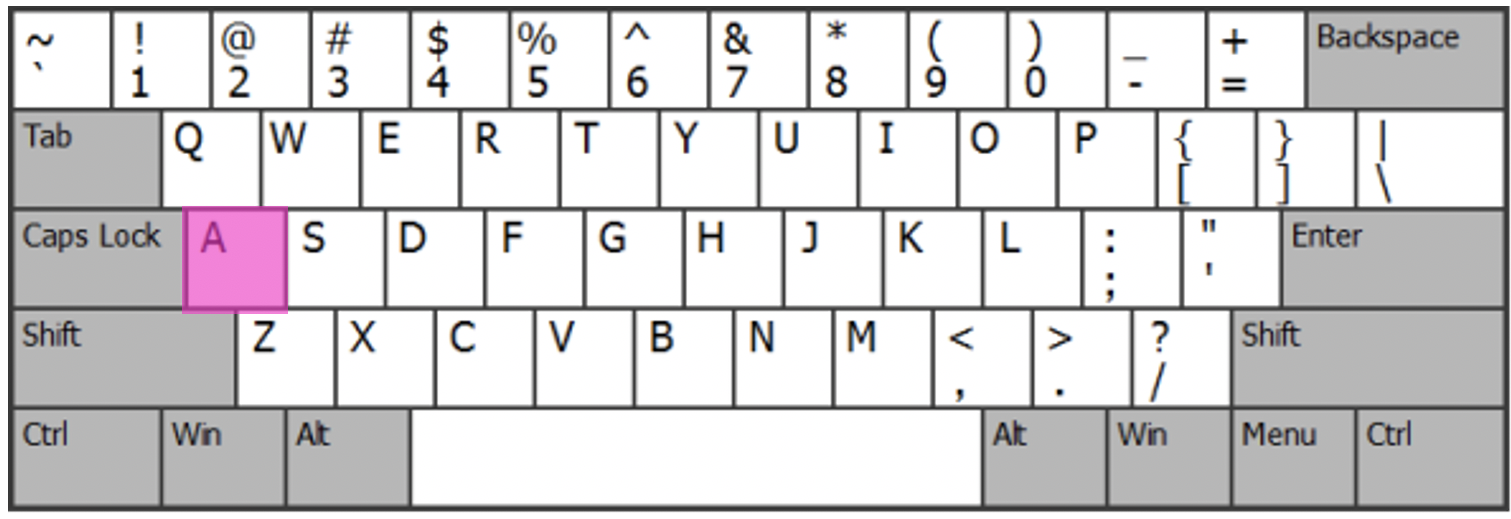 ~ ! @ # $ % ^ & * ( ) _ + Backspace
` 1 2 3 4 5 6 7 8 9 0 - =
Tab Q W E R T Y U I O P { } |
[ ] \
Caps Lock A S D F G H J K L : " Enter
; '
Shift Z X C V B N M < > ? Shift
, . /
Ctrl Win Alt Alt Win Menu Ctrl